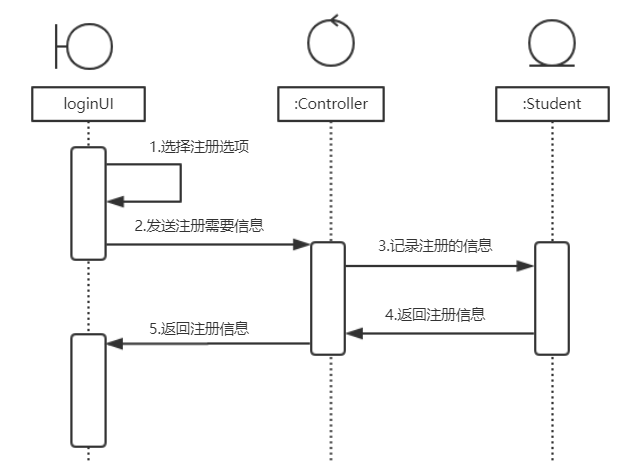 loginUI
:Controller
:Student
1.选择注册选项
2.发送注册需要信息
3.记录注册的信息
4.返回注册信息
5.返回注册信息